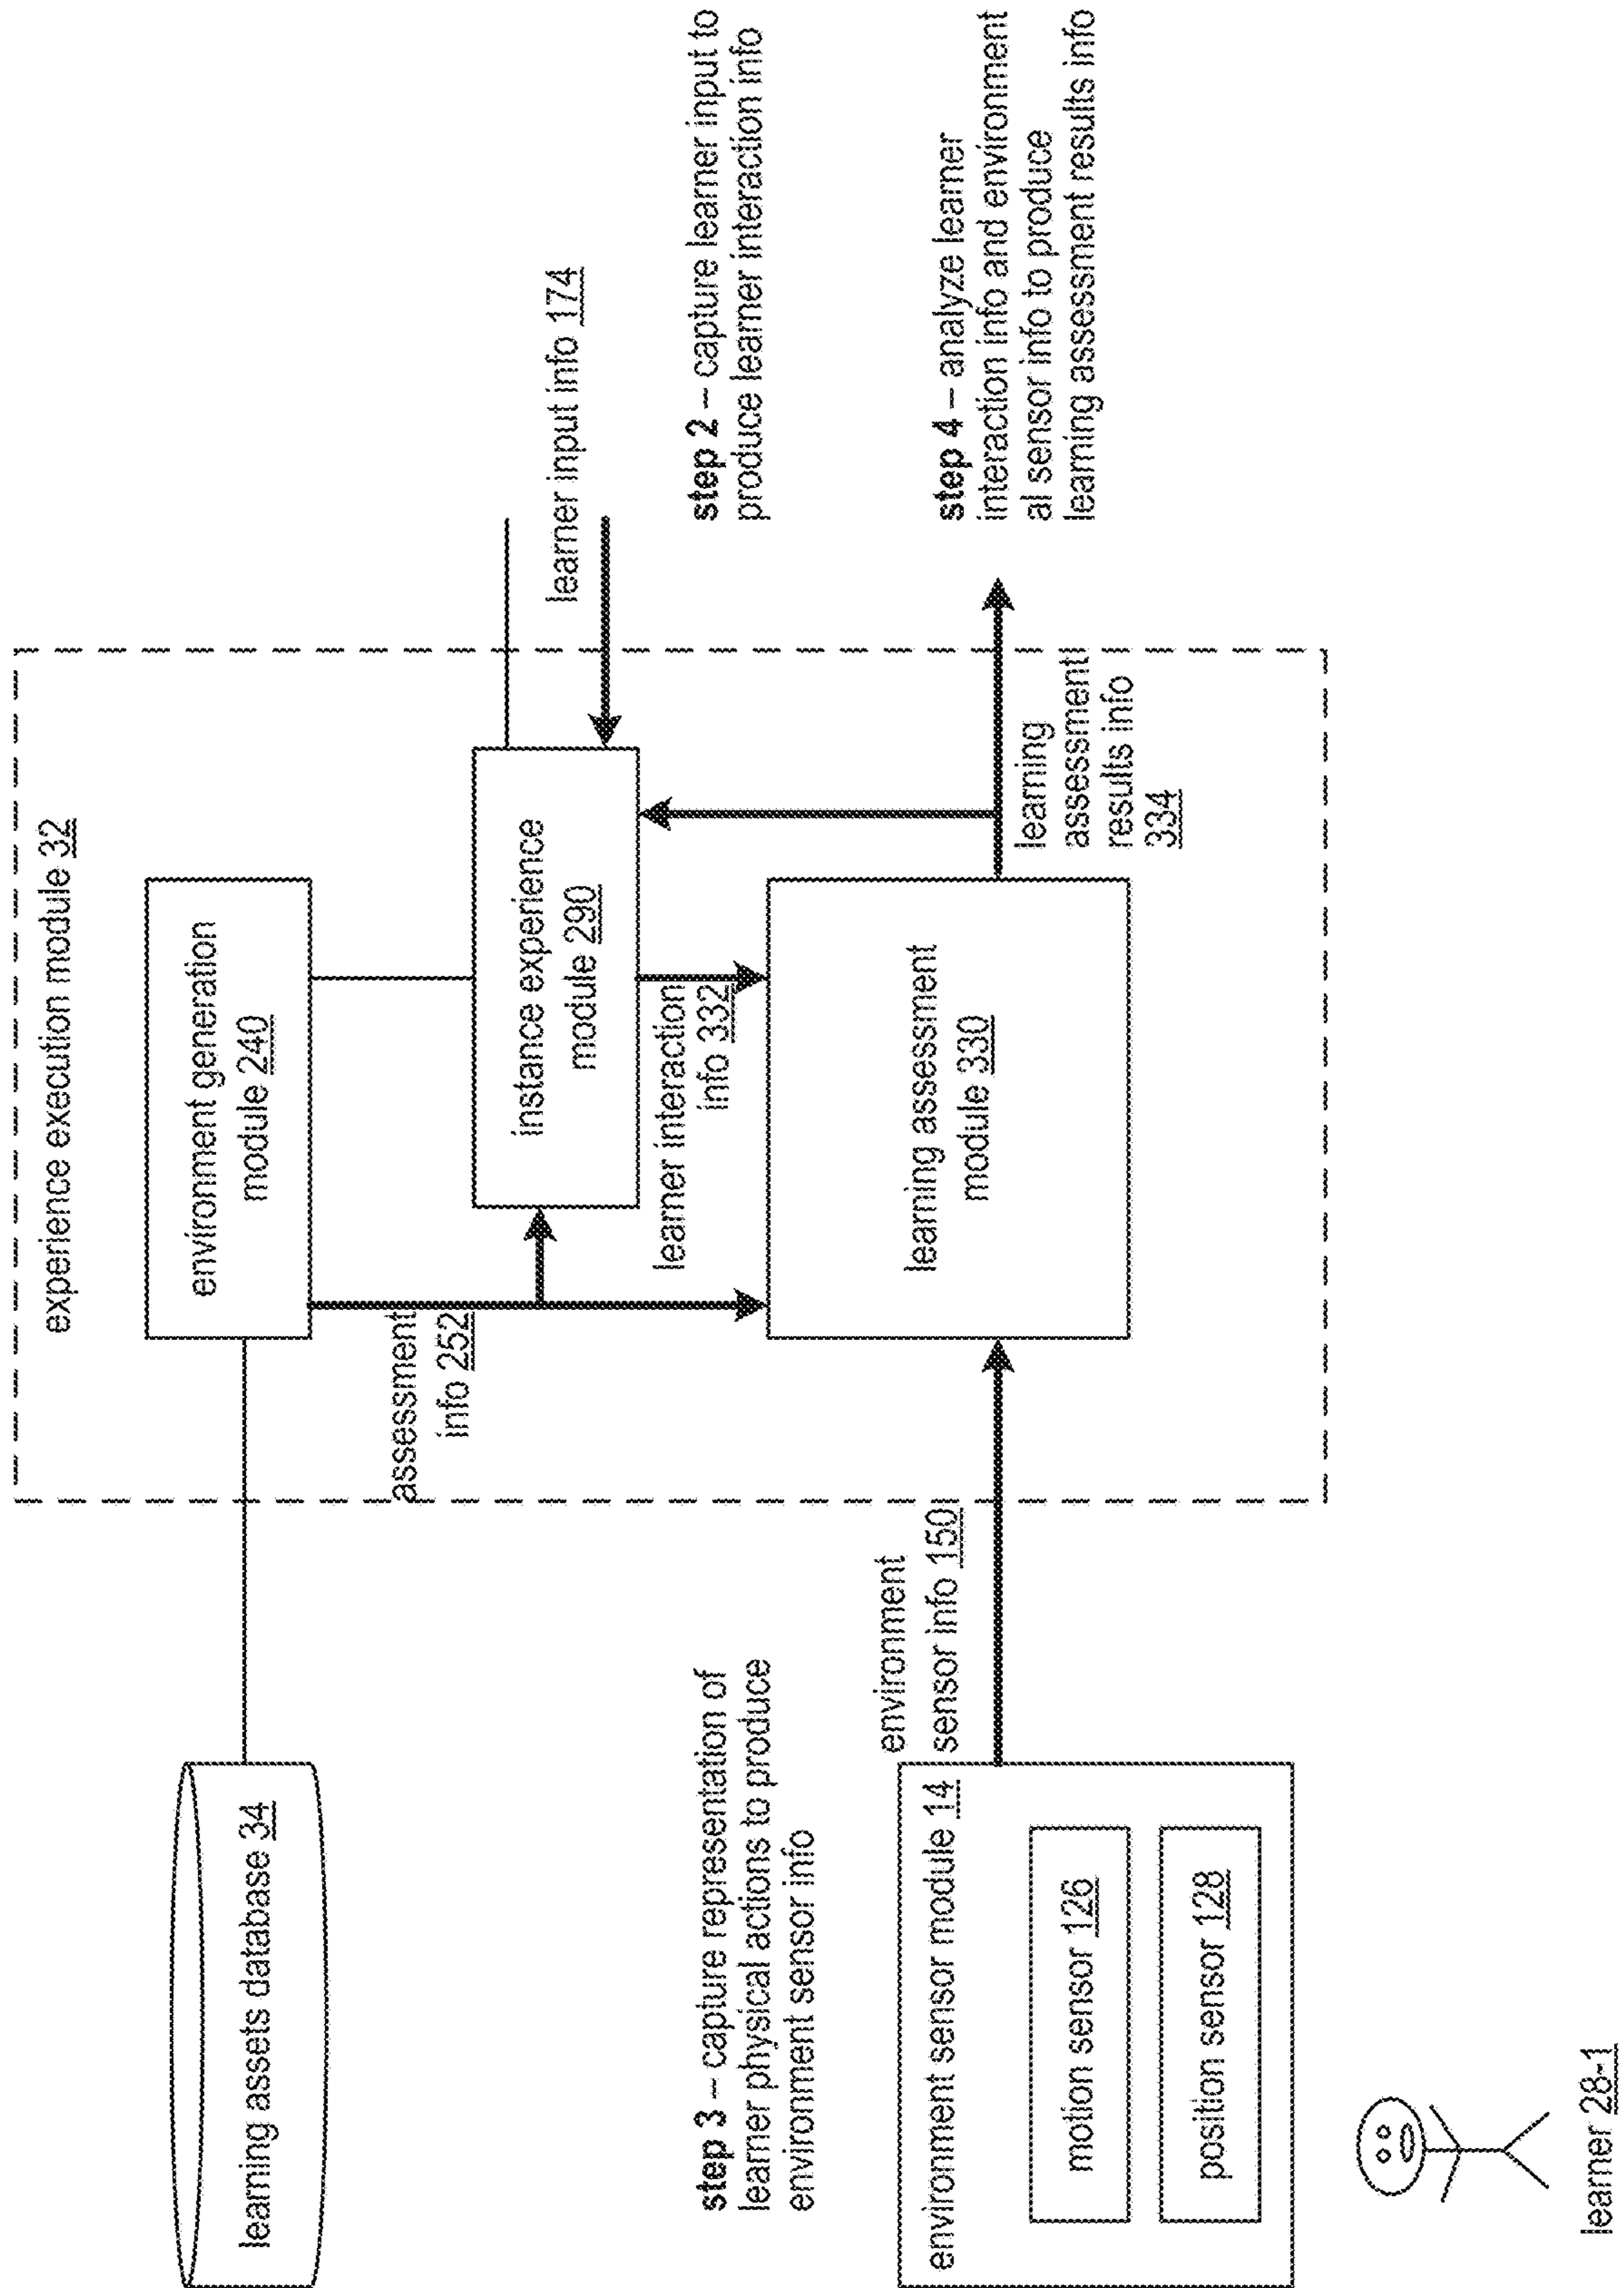 experience execution module 32
learning assets database 34
environment generation
module 240
assessment
info 252
instance experience
module 290
learner input info 174
learner interaction
info 332
step 3 – capture representation of
learner physical actions to produce
environment sensor info
step 2 – capture learner input to
produce learner interaction info
environment
sensor info 150
environment sensor module 14
motion sensor 126
position sensor 128
learning assessment
module 330
learning
assessment
results info
334
step 4 – analyze learner
interaction info and environment
al sensor info to produce
learning assessment results info
learner 28-1